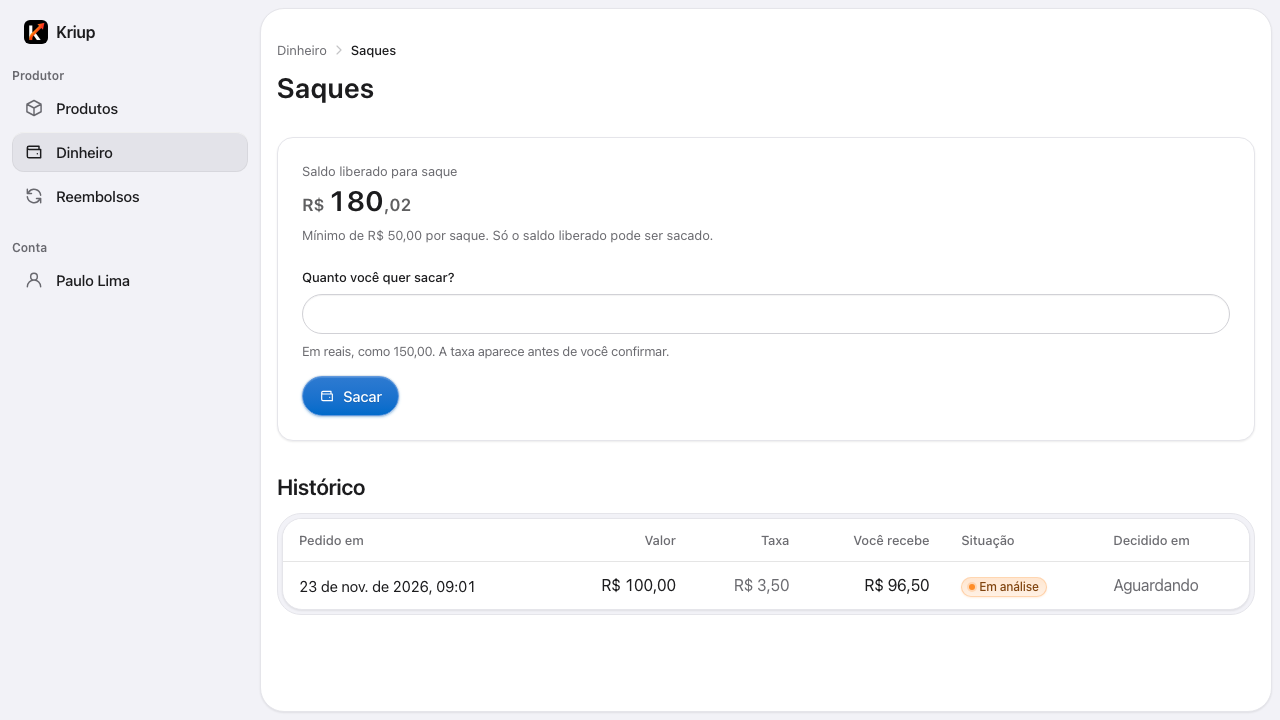 Kriup
Produtor
Produtos
Dinheiro
Reembolsos
Conta
Paulo Lima
Dinheiro > Saques
Saques
Saldo liberado para saque
R$ 180,02
Mínimo de R$ 50,00 por saque. Só o saldo liberado pode ser sacado.
Quanto você quer sacar?
Em reais, como 150,00. A taxa aparece antes de você confirmar.
Sacar
Histórico
Pedido em Valor Taxa Você recebe Situação Decidido em
23 de nov. de 2026, 09:01 R$ 100,00 R$ 3,50 R$ 96,50 Em análise Aguardando